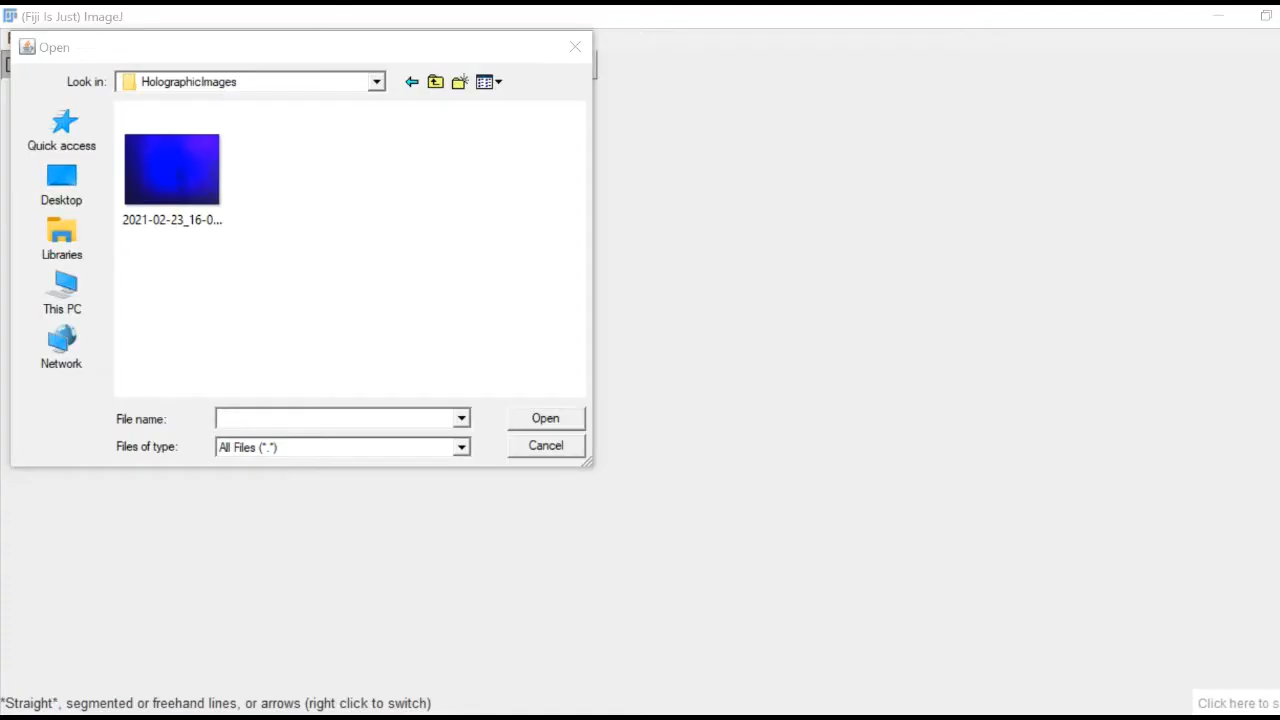 (Fiji Is Just) ImageJ
Open
Look in:
HolographicImages
Quick access
2021-02-23_16-0...
Desktop
Libraries
This PC
Network
File name:
Open
Files of type:
All Files (*.*)
Cancel
*Straight*, segmented or freehand lines, or arrows (right click to switch)
Click here to s